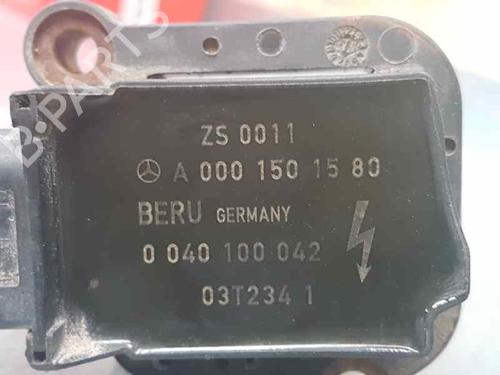 ZS 0011
A 000 150 15 80
BERU GERMANY
0 040 100 042
03T234 1
B-PARTS